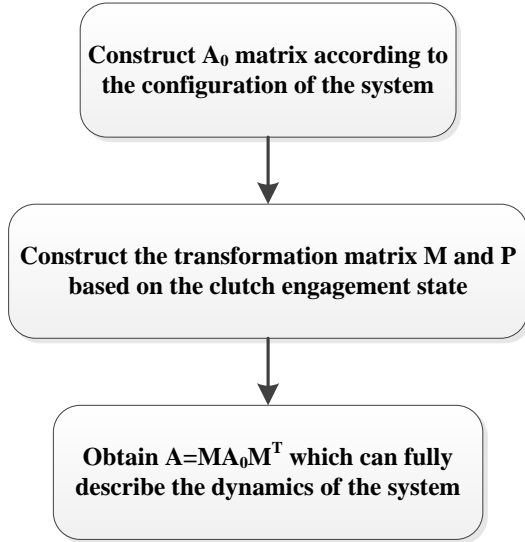 Construct A₀ matrix according to
the configuration of the system
Construct the transformation matrix M and P
based on the clutch engagement state
Obtain A=MA₀Mᵀ which can fully
describe the dynamics of the system